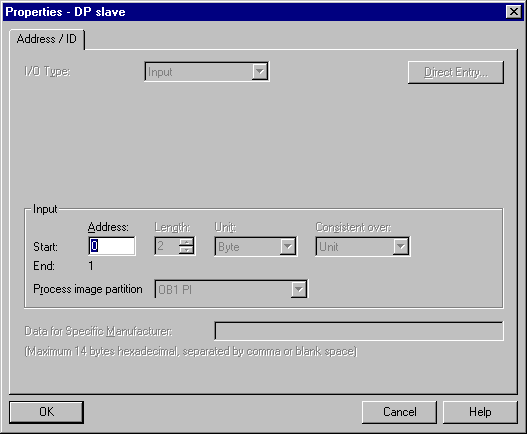 Properties - DP slave
Address / ID
I/O Type: Input Direct Entry...
Input
Address: Length: Unit: Consistent over:
Start: 0 2 Byte Unit
End: 1
Process image partition OB1 PI
Data for Specific Manufacturer:
(Maximum 14 bytes hexadecimal, separated by comma or blank space)
OK Cancel Help